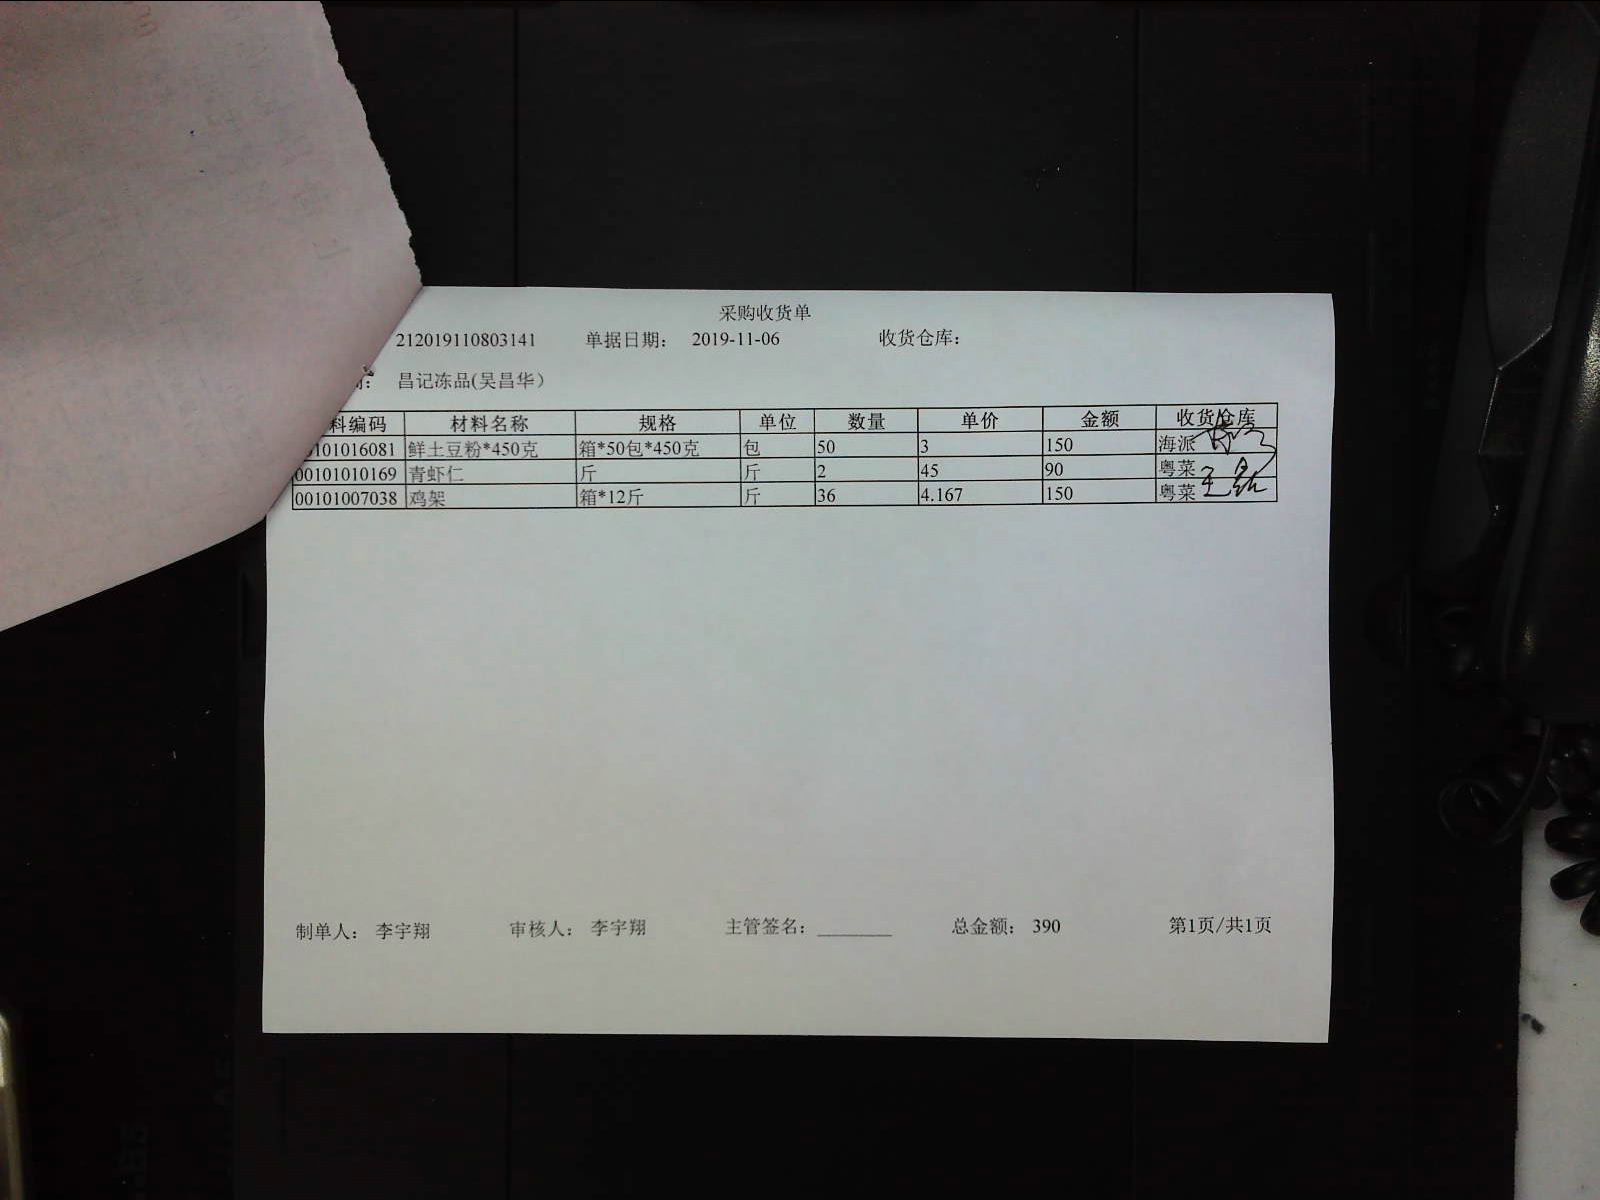 采购收货单
212019110803141 单据日期： 2019-11-06 收货仓库：
昌记冻品(吴昌华）
料编码 材料名称 规格 单位 数量 单价 金额 收货仓库
0101016081 鲜土豆粉*450克 箱*50包*450克 包 50 3 150 海派
00101010169 青虾仁 斤 斤 2 45 90 粤菜
00101007038 鸡架 箱*12斤 斤 36 4.167 150 粤菜
制单人： 李宇翔 审核人： 李宇翔 主管签名：________ 总金额： 390 第1页/共1页